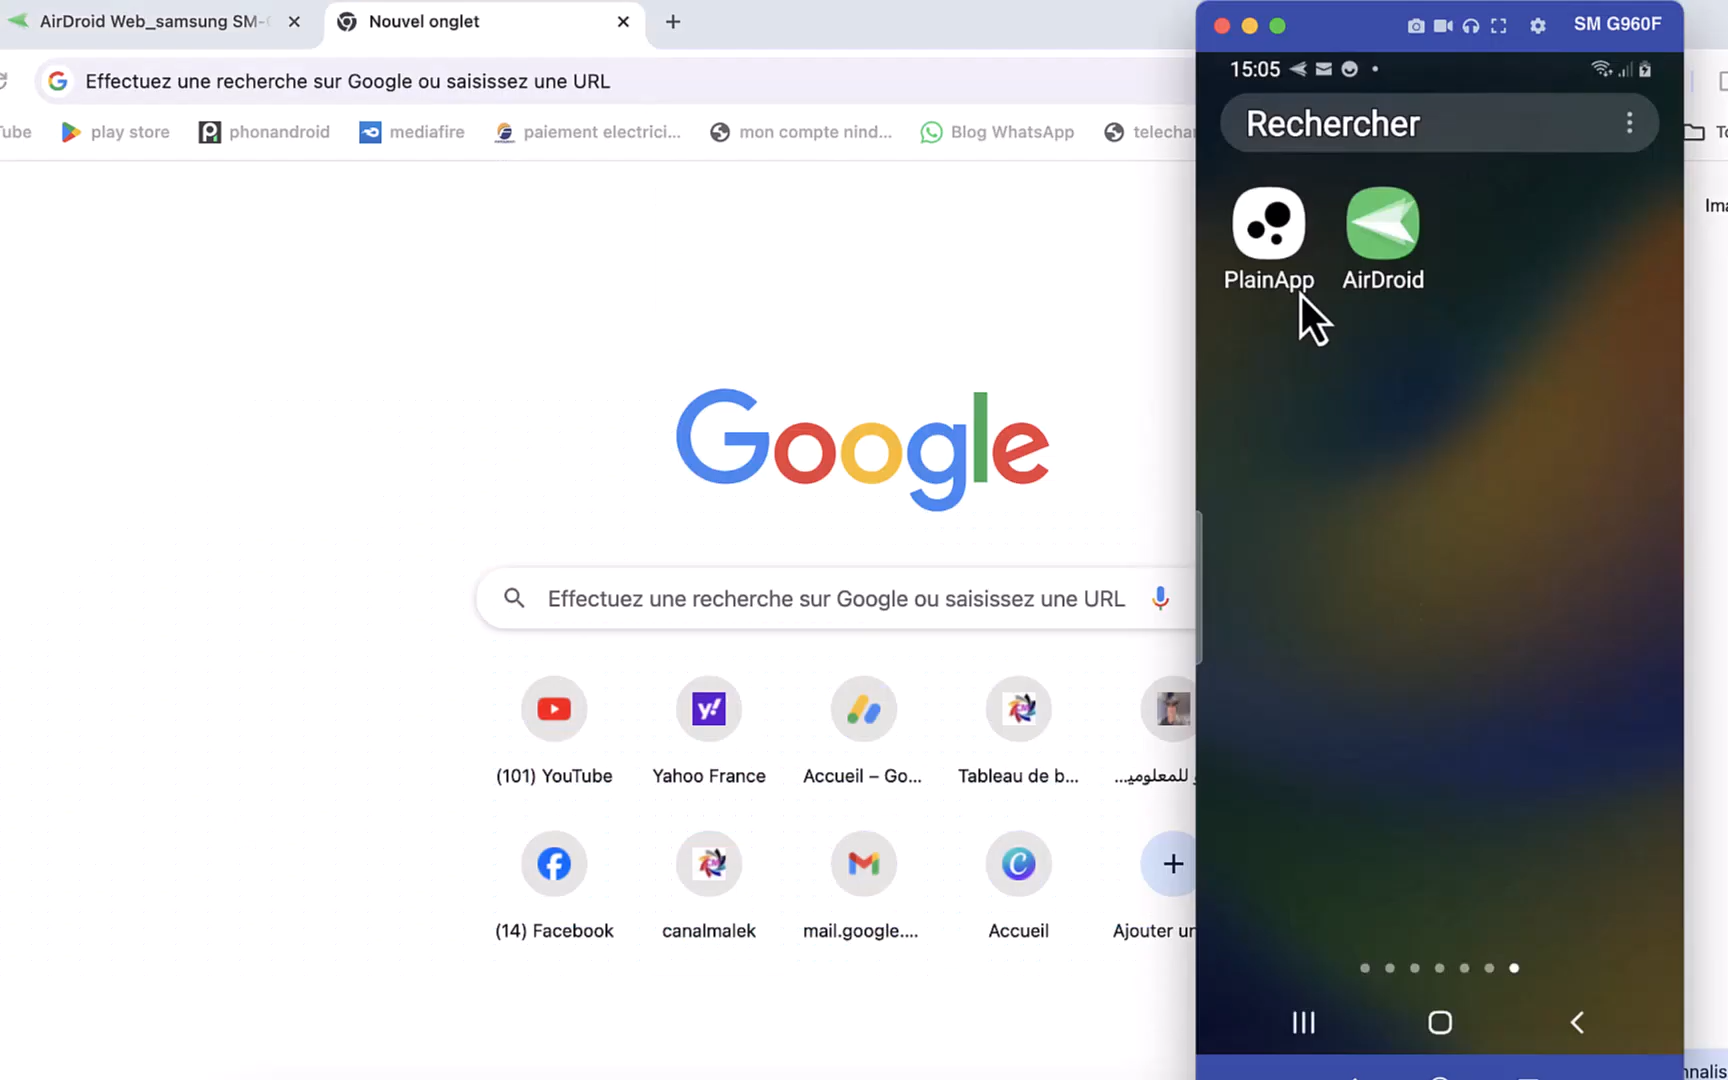 AirDroid Web_samsung SM-
Nouvel onglet
Effectuez une recherche sur Google ou saisissez une URL
Tube
play store
phonandroid
mediafire
paiement electrici...
mon compte nind...
Blog WhatsApp
telechar
Google
Effectuez une recherche sur Google ou saisissez une URL
(101) YouTube
Yahoo France
Accueil – Go...
Tableau de b...
للمعلومي...
(14) Facebook
canalmalek
mail.google....
Accueil
Ajouter un
SM G960F
15:05
Rechercher
PlainApp
AirDroid
Ima
nnalis